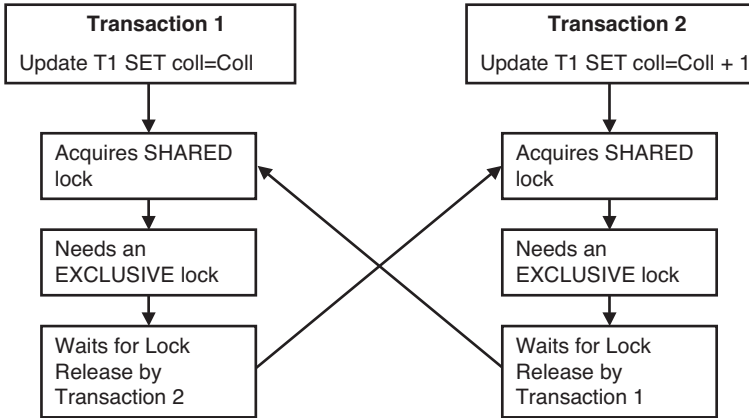 Transaction 1
Update T1 SET coll=Coll
Acquires SHARED
lock
Needs an
EXCLUSIVE lock
Waits for Lock
Release by
Transaction 2
Transaction 2
Update T1 SET coll=Coll + 1
Acquires SHARED
lock
Needs an
EXCLUSIVE lock
Waits for Lock
Release by
Transaction 1